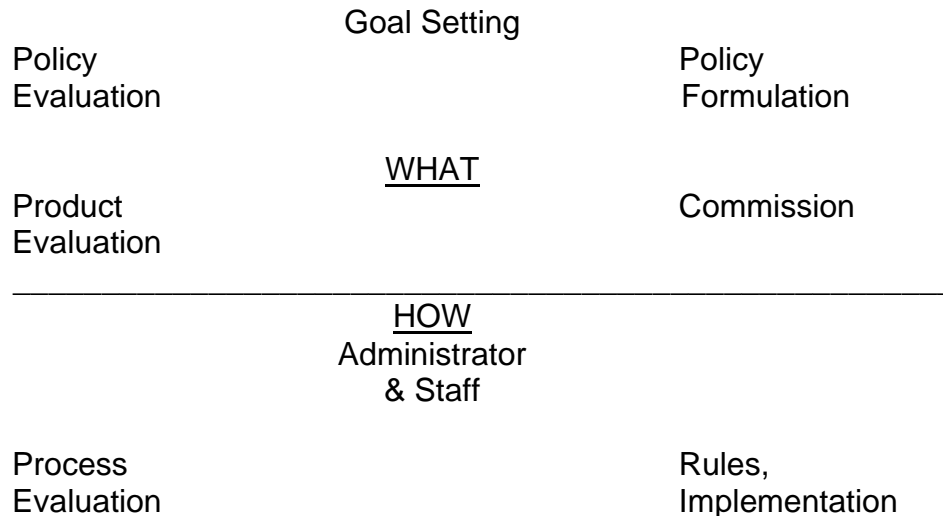 Goal Setting
Policy Policy
Evaluation Formulation
WHAT
Product Commission
Evaluation
HOW
Administrator
& Staff
Process Rules,
Evaluation Implementation